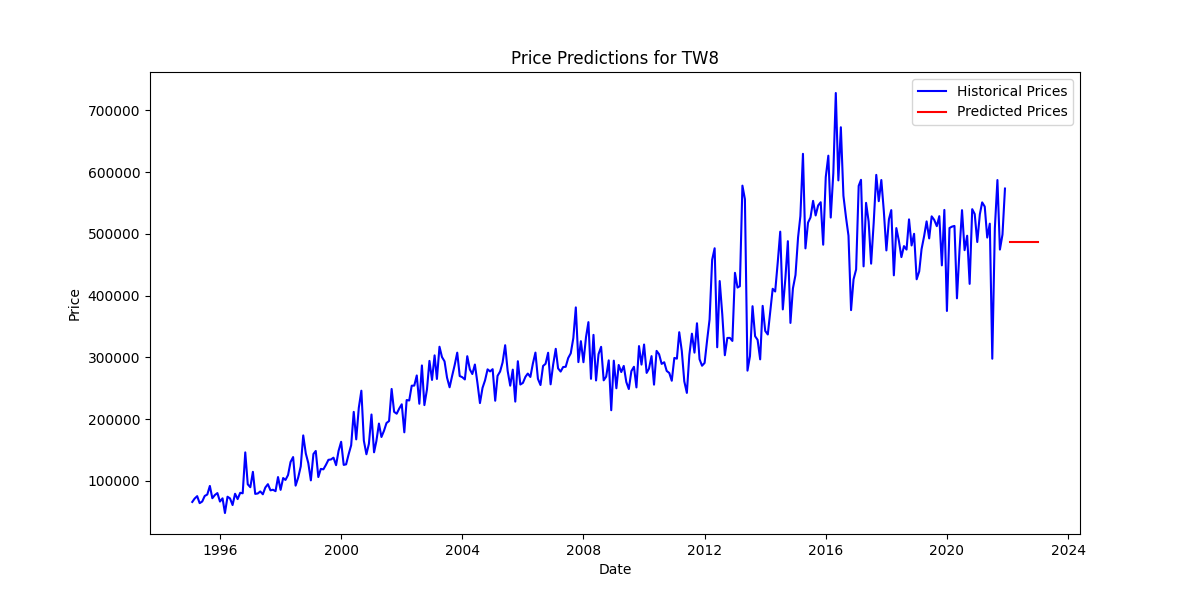 Price Predictions for TW8
Historical Prices
Predicted Prices
Price
700000
600000
500000
400000
300000
200000
100000
1996 2000 2004 2008 2012 2016 2020 2024
Date